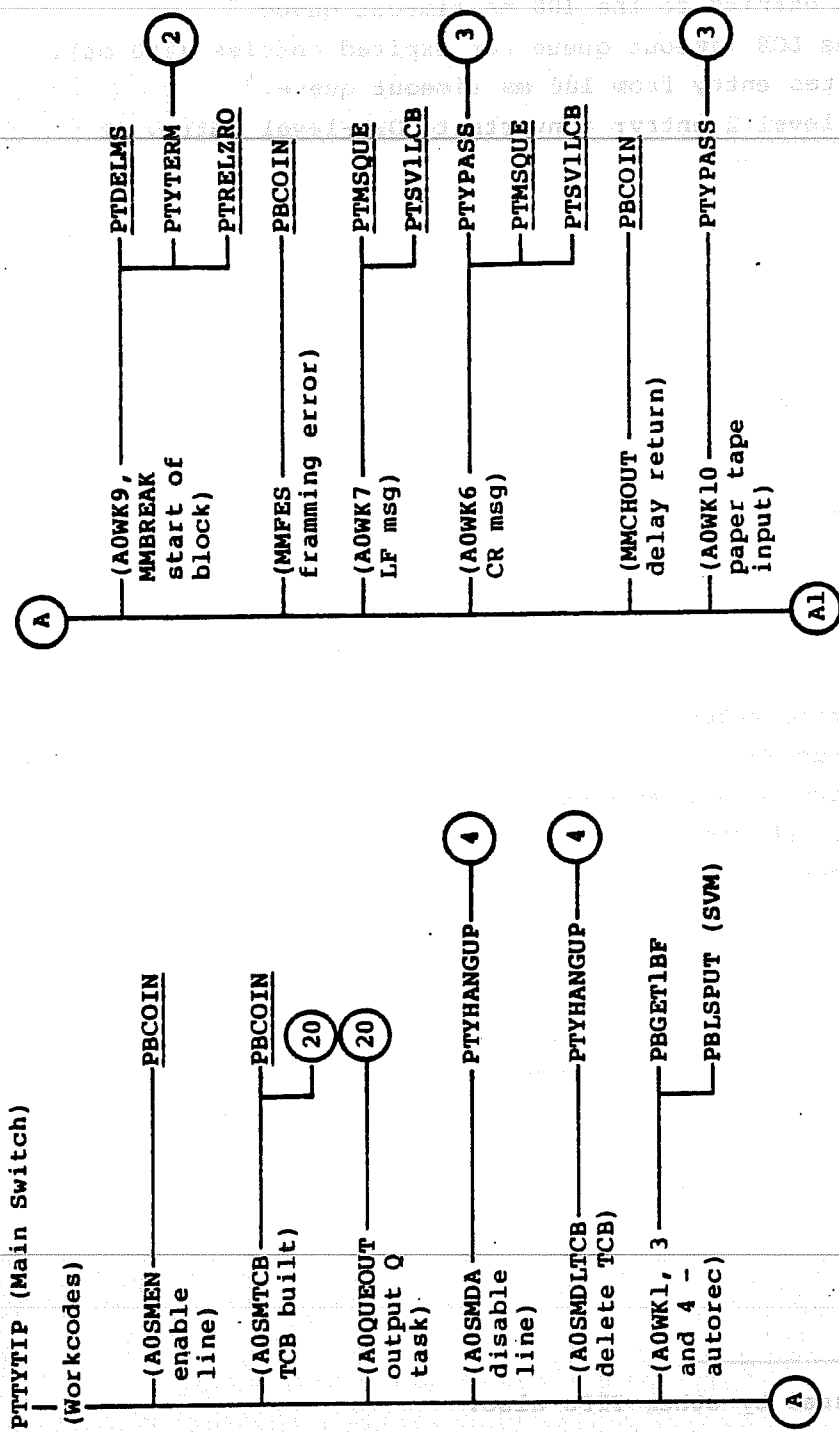 PTTYTIP (Main Switch)
(Workcodes)
(A0SMEN
enable
line)
PBCOIN
(A0SMTCB
TCB built)
PBCOIN
20
(A0QUEOUT
output Q
task)
20
(A0SMDA
disable
line)
PTYHANGUP
4
(A0SMDLTCB
delete TCB)
PTYHANGUP
4
(A0WK1, 3
and 4 -
autorec)
PBGET1BF
PBLSPUT (SVM)
A
A
(A0WK9,
MMBREAK
start of
block)
PTDELMS
PTYTERM
2
PTRELZRO
(MMFES
framming error)
PBCOIN
(A0WK7
LF msg)
PTMSQUE
PTSV1LCB
(A0WK6
CR msg)
PTYPASS
3
PTMSQUE
PTSV1LCB
(MMCHOUT
delay return)
PBCOIN
(A0WK10
paper tape
input)
PTYPASS
3
A1